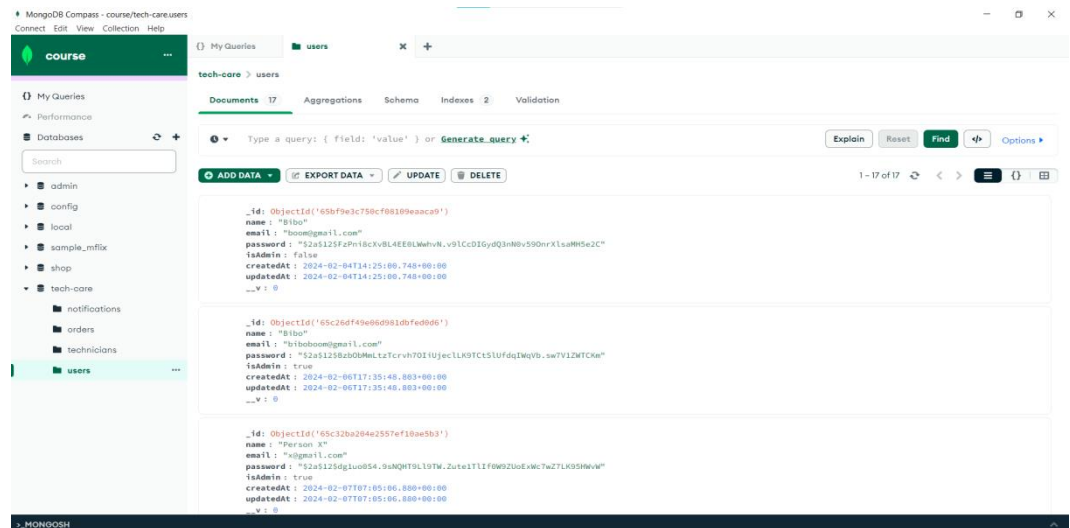 MongoDB Compass - course/tech-care.users
Connect Edit View Collection Help
course
{} My Queries
Performance
Databases
Search
admin
config
local
sample_mflix
shop
tech-care
notifications
orders
technicians
users
{} My Queries users
tech-care > users
Documents 17 Aggregations Schema Indexes 2 Validation
Type a query: { field: 'value' } or Generate query
Explain Reset Find </> Options
ADD DATA EXPORT DATA UPDATE DELETE
1 – 17 of 17 {}
_id: ObjectId('65bf9e3c750cf08109eaaca9')
name : "Bibo"
email : "boom@gmail.com"
password :
isAdmin : false
createdAt : 2024-02-04T14:25:00.748+00:00
updatedAt : 2024-02-04T14:25:00.748+00:00
__v : 0
_id: ObjectId('65c26df49e06d981dbfed0d6')
name : "Bibo"
email : "biboboom@gmail.com"
password :
isAdmin : true
createdAt : 2024-02-06T17:35:48.803+00:00
updatedAt : 2024-02-06T17:35:48.803+00:00
__v : 0
_id: ObjectId('65c32ba204e2557ef10ae5b3')
name : "Person X"
email : "x@gmail.com"
password :
isAdmin : true
createdAt : 2024-02-07T07:05:06.880+00:00
updatedAt : 2024-02-07T07:05:06.880+00:00
__v : 0
>_MONGOSH